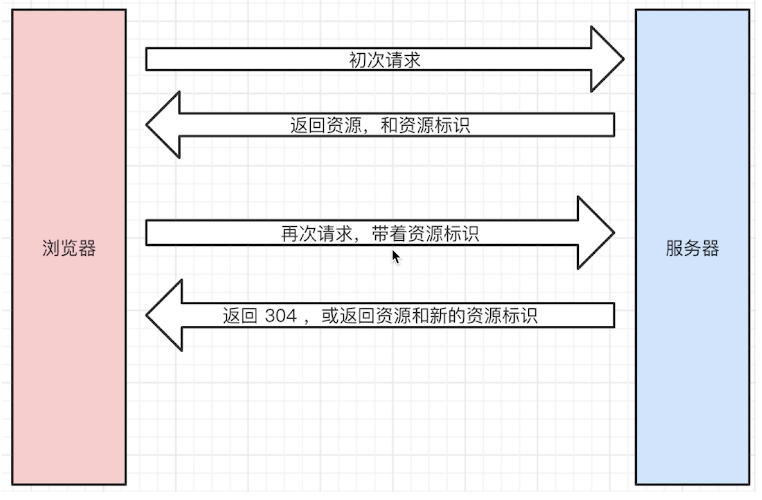 初次请求
返回资源，和资源标识
再次请求，带着资源标识
浏览器
服务器
返回 304 ，或返回资源和新的资源标识